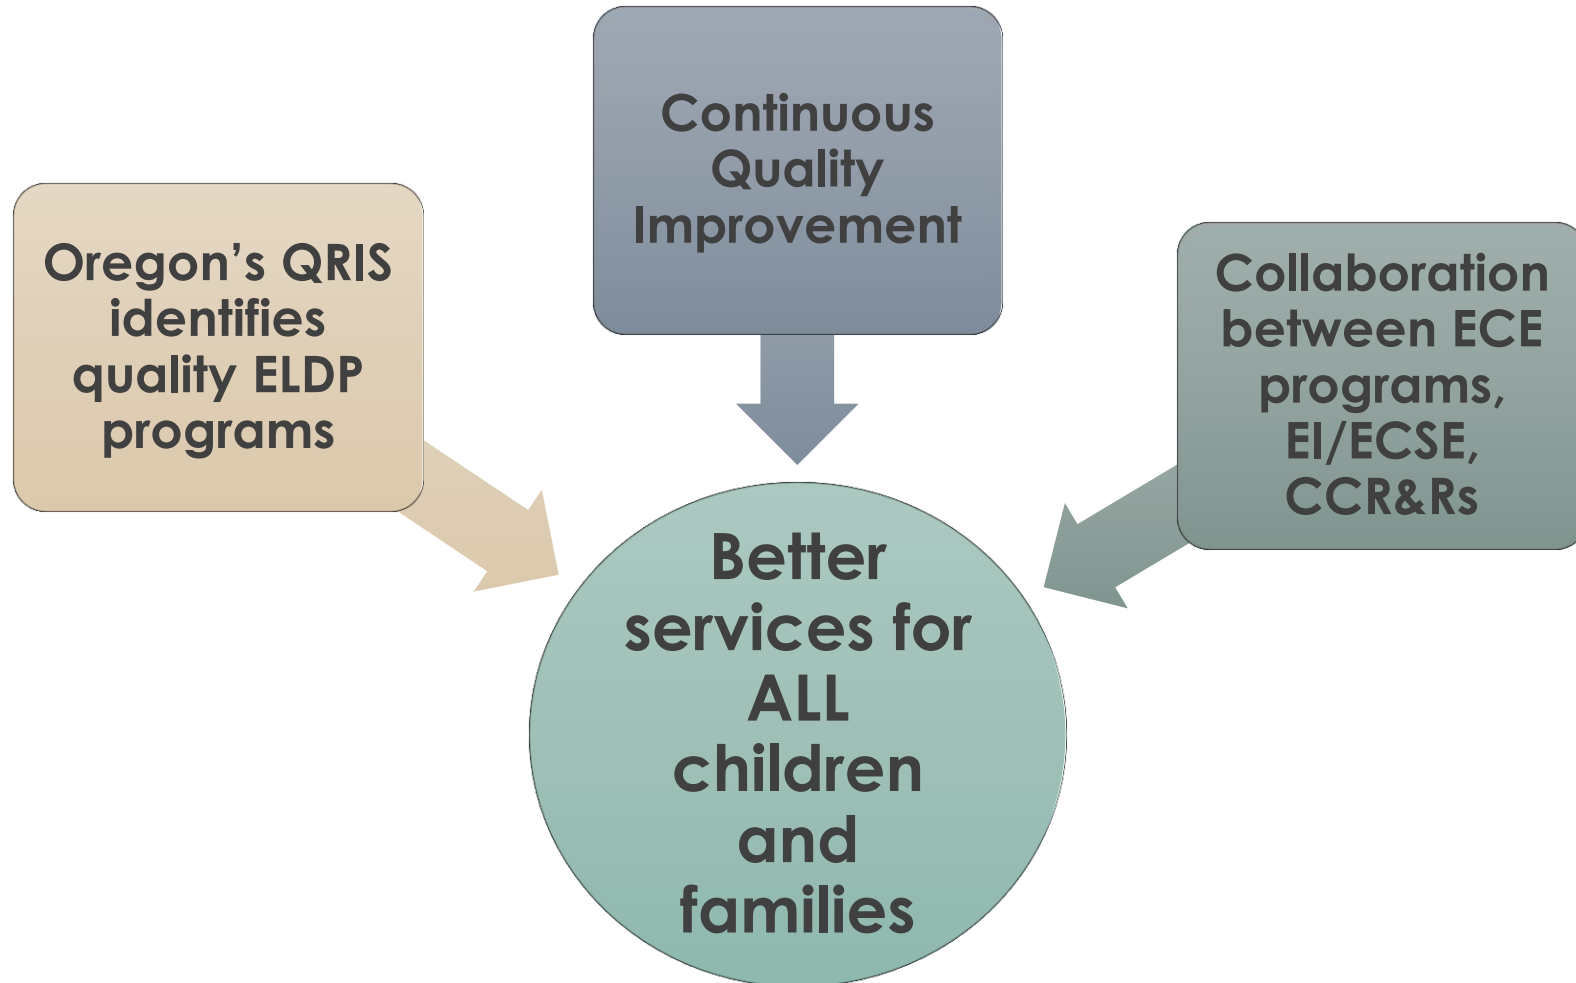 Oregon’s QRIS
identifies
quality ELDP
programs
Continuous
Quality
Improvement
Collaboration
between ECE
programs,
EI/ECSE,
CCR&Rs
Better
services for
ALL
children
and
families